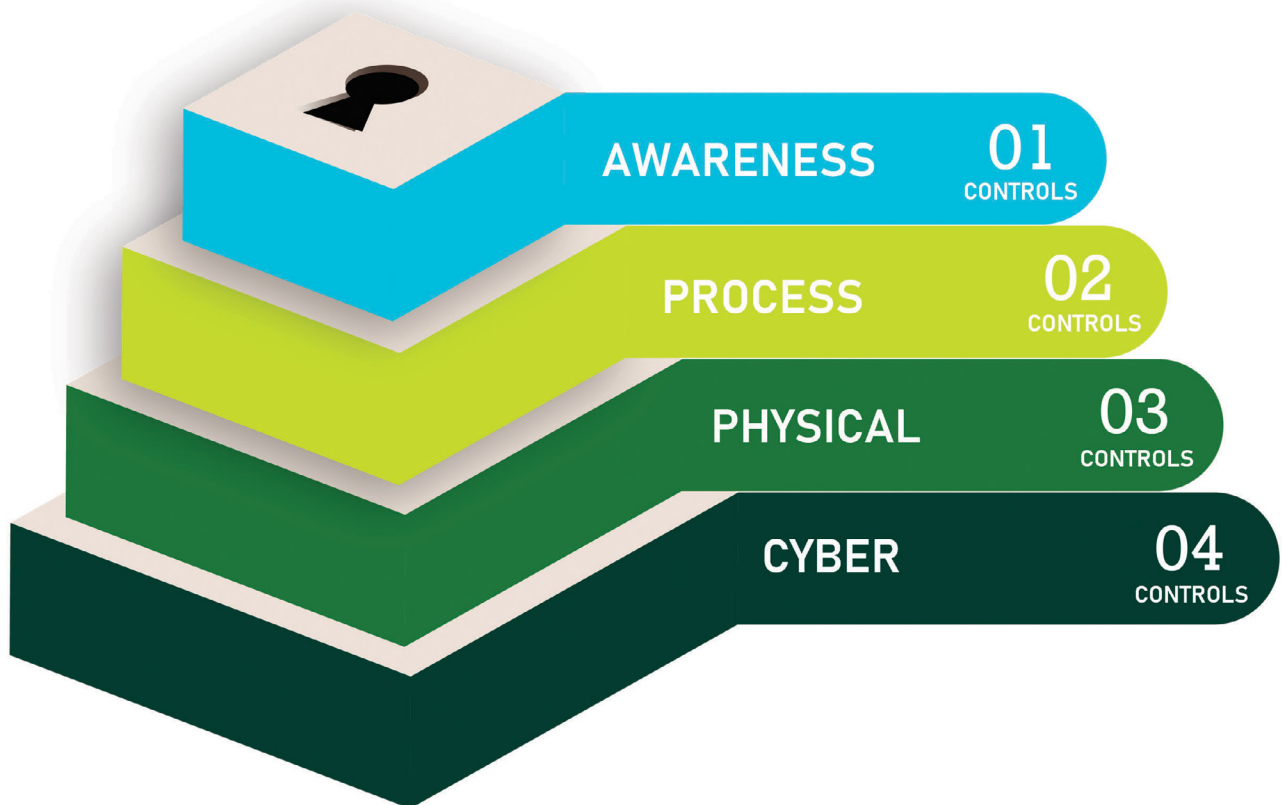 AWARENESS
01
CONTROLS
PROCESS
02
CONTROLS
PHYSICAL
03
CONTROLS
CYBER
04
CONTROLS